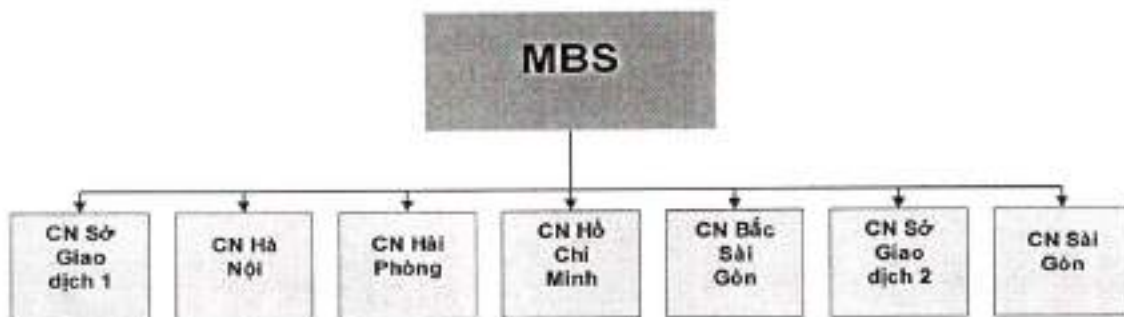 MBS
CN Sở
Giao
dịch 1
CN Hà
Nội
CN Hải
Phòng
CN Hồ
Chí
Minh
CN Bắc
Sài
Gòn
CN Sở
Giao
dịch 2
CN Sài
Gòn